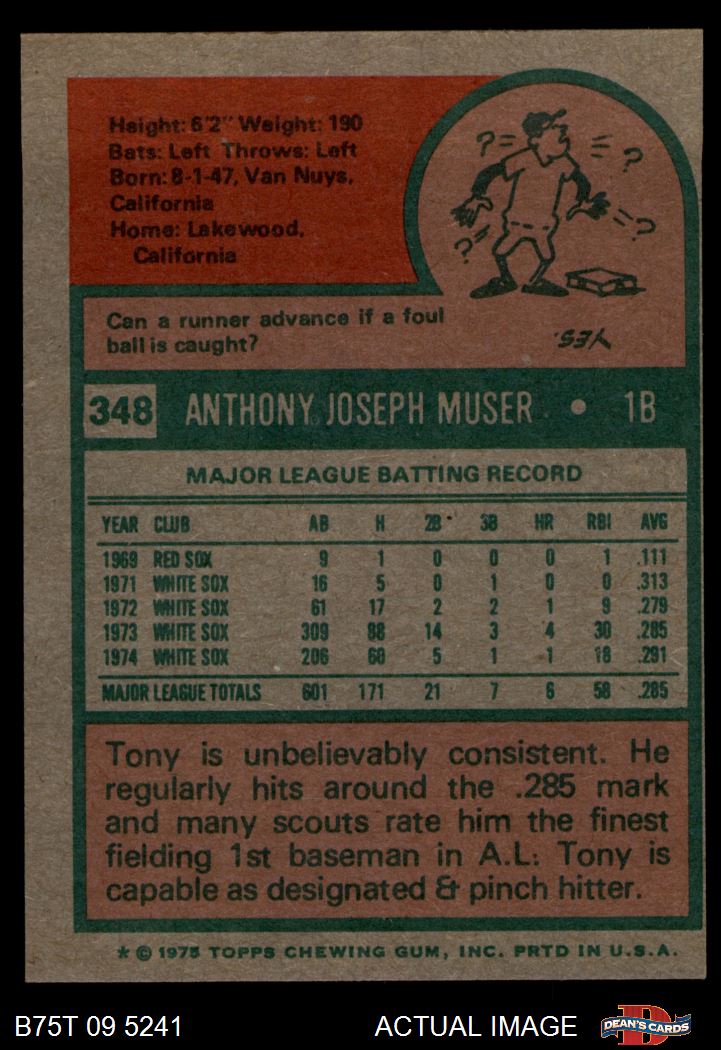 Height: 6'2" Weight: 190
Bats: Left Throws: Left
Born: 8-1-47, Van Nuys,
California
Home: Lakewood,
California
? ? ? ?
Can a runner advance if a foul
ball is caught?
YES.
348 ANTHONY JOSEPH MUSER • 1B
MAJOR LEAGUE BATTING RECORD
YEAR CLUB AB H 2B 3B HR RBI AVG
1969 RED SOX 9 1 0 0 0 1 .111
1971 WHITE SOX 16 5 0 1 0 0 .313
1972 WHITE SOX 61 17 2 2 1 9 .279
1973 WHITE SOX 309 88 14 3 4 30 .285
1974 WHITE SOX 206 60 5 1 1 18 .291
MAJOR LEAGUE TOTALS 601 171 21 7 6 58 .285
Tony is unbelievably consistent. He
regularly hits around the .285 mark
and many scouts rate him the finest
fielding 1st baseman in A.L. Tony is
capable as designated & pinch hitter.
* © 1975 TOPPS CHEWING GUM, INC. PRTD IN U.S.A.
B75T 09 5241 ACTUAL IMAGE D DEAN'S CARDS